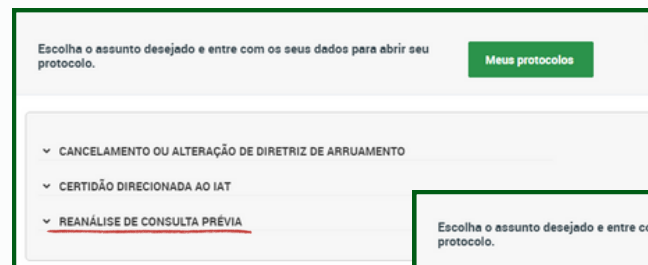 Escolha o assunto desejado e entre com os seus dados para abrir seu
protocolo.
Meus protocolos
CANCELAMENTO OU ALTERAÇÃO DE DIRETRIZ DE ARRUAMENTO
CERTIDÃO DIRECIONADA AO IAT
REANÁLISE DE CONSULTA PRÉVIA
Escolha o assunto desejado e entre
protocolo.